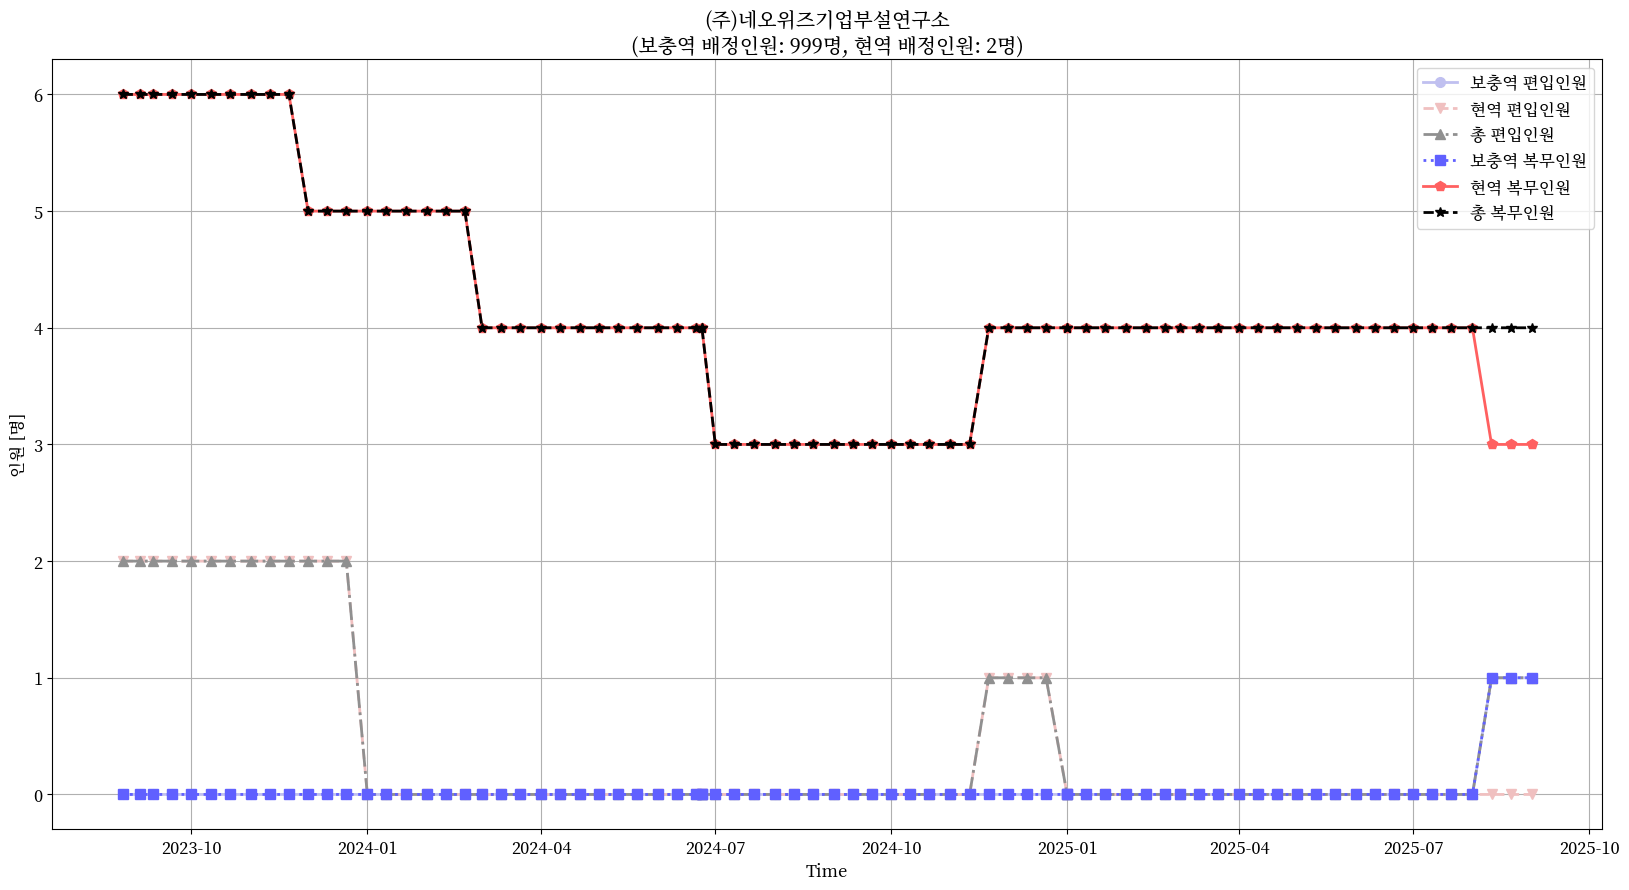 (주)네오위즈기업부설연구소
(보충역 배정인원: 999명, 현역 배정인원: 2명)
보충역 편입인원
현역 편입인원
총 편입인원
보충역 복무인원
현역 복무인원
총 복무인원
인원 [명]
6
5
4
3
2
1
0
2023-10
2024-01
2024-04
2024-07
2024-10
2025-01
2025-04
2025-07
2025-10
Time